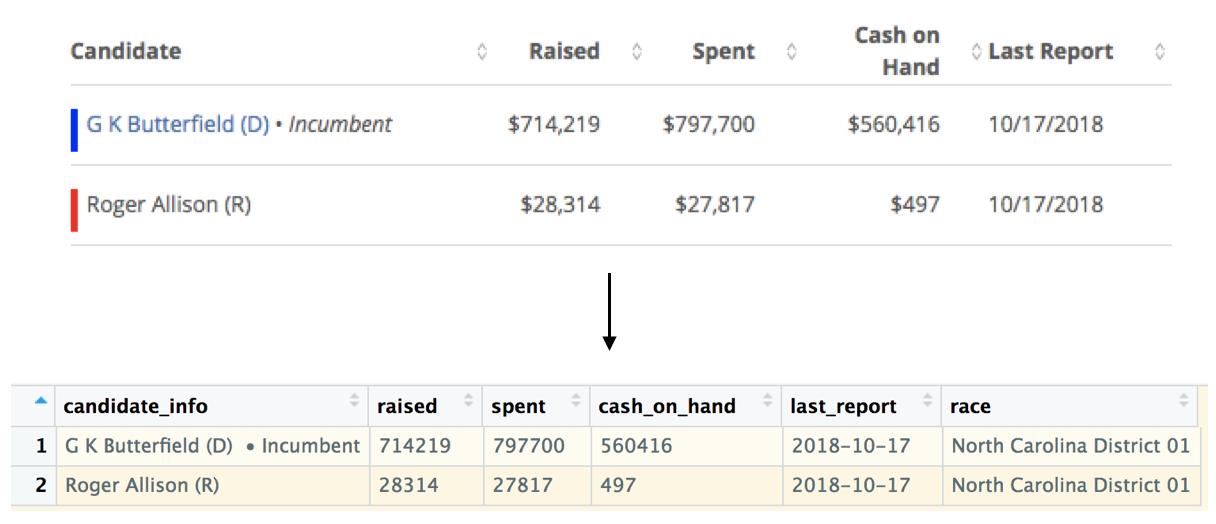 Candidate Raised Spent Cash on Hand Last Report
G K Butterfield (D) • Incumbent $714,219 $797,700 $560,416 10/17/2018
Roger Allison (R) $28,314 $27,817 $497 10/17/2018
candidate_info raised spent cash_on_hand last_report race
1 G K Butterfield (D) • Incumbent 714219 797700 560416 2018-10-17 North Carolina District 01
2 Roger Allison (R) 28314 27817 497 2018-10-17 North Carolina District 01